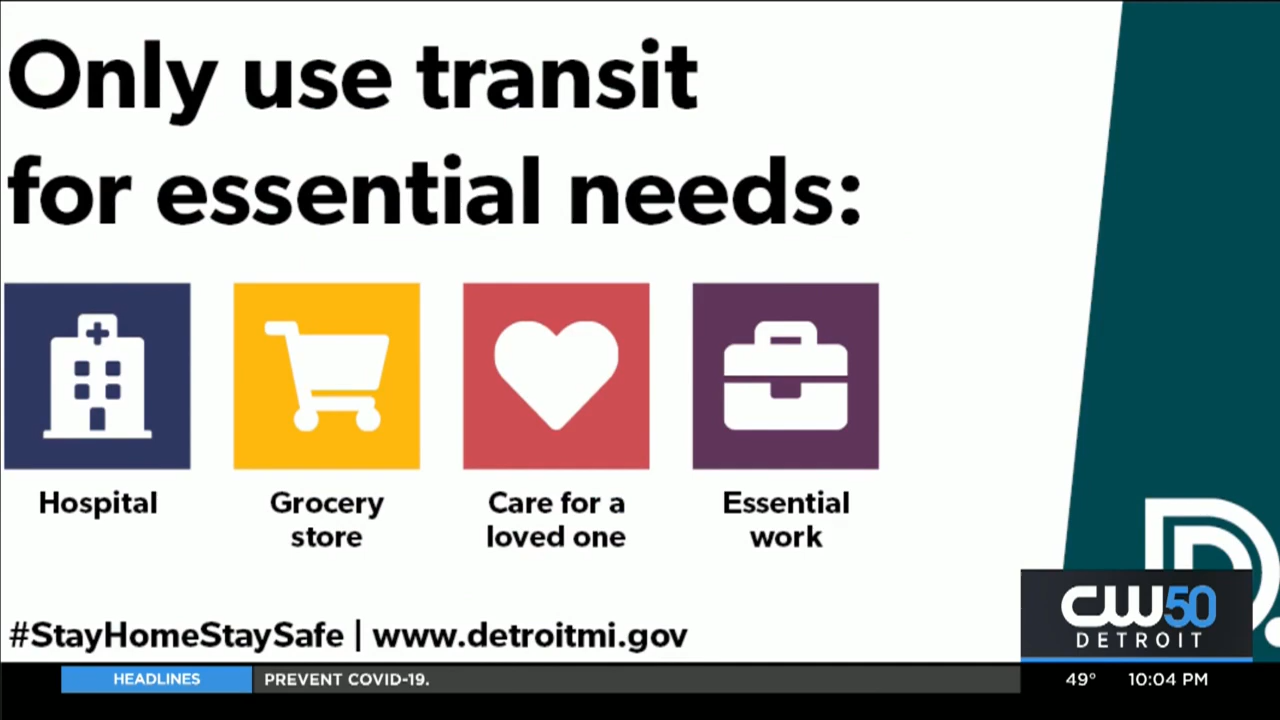 Only use transit
for essential needs:
Hospital
Grocery
store
Care for a
loved one
Essential
work
#StayHomeStaySafe | www.detroitmi.gov
D.
CW50
DETROIT
HEADLINES PREVENT COVID-19.
49° 10:04 PM